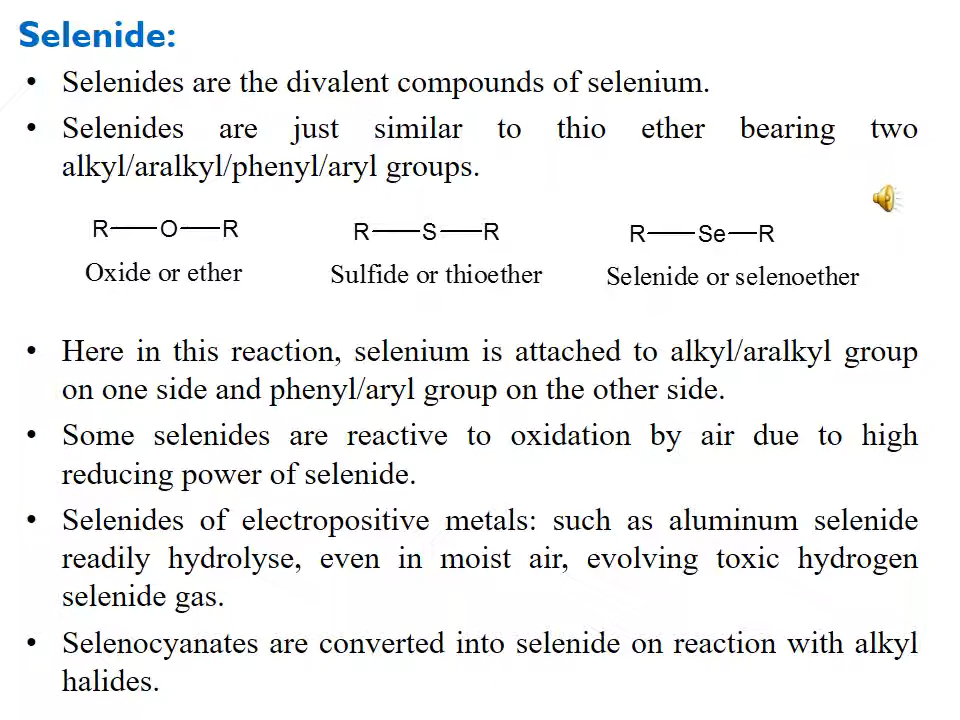 Selenide:
• Selenides are the divalent compounds of selenium.
• Selenides are just similar to thio ether bearing two
alkyl/aralkyl/phenyl/aryl groups.
R—O—R R—S—R R—Se—R
Oxide or ether Sulfide or thioether Selenide or selenoether
• Here in this reaction, selenium is attached to alkyl/aralkyl group
on one side and phenyl/aryl group on the other side.
• Some selenides are reactive to oxidation by air due to high
reducing power of selenide.
• Selenides of electropositive metals: such as aluminum selenide
readily hydrolyse, even in moist air, evolving toxic hydrogen
selenide gas.
• Selenocyanates are converted into selenide on reaction with alkyl
halides.